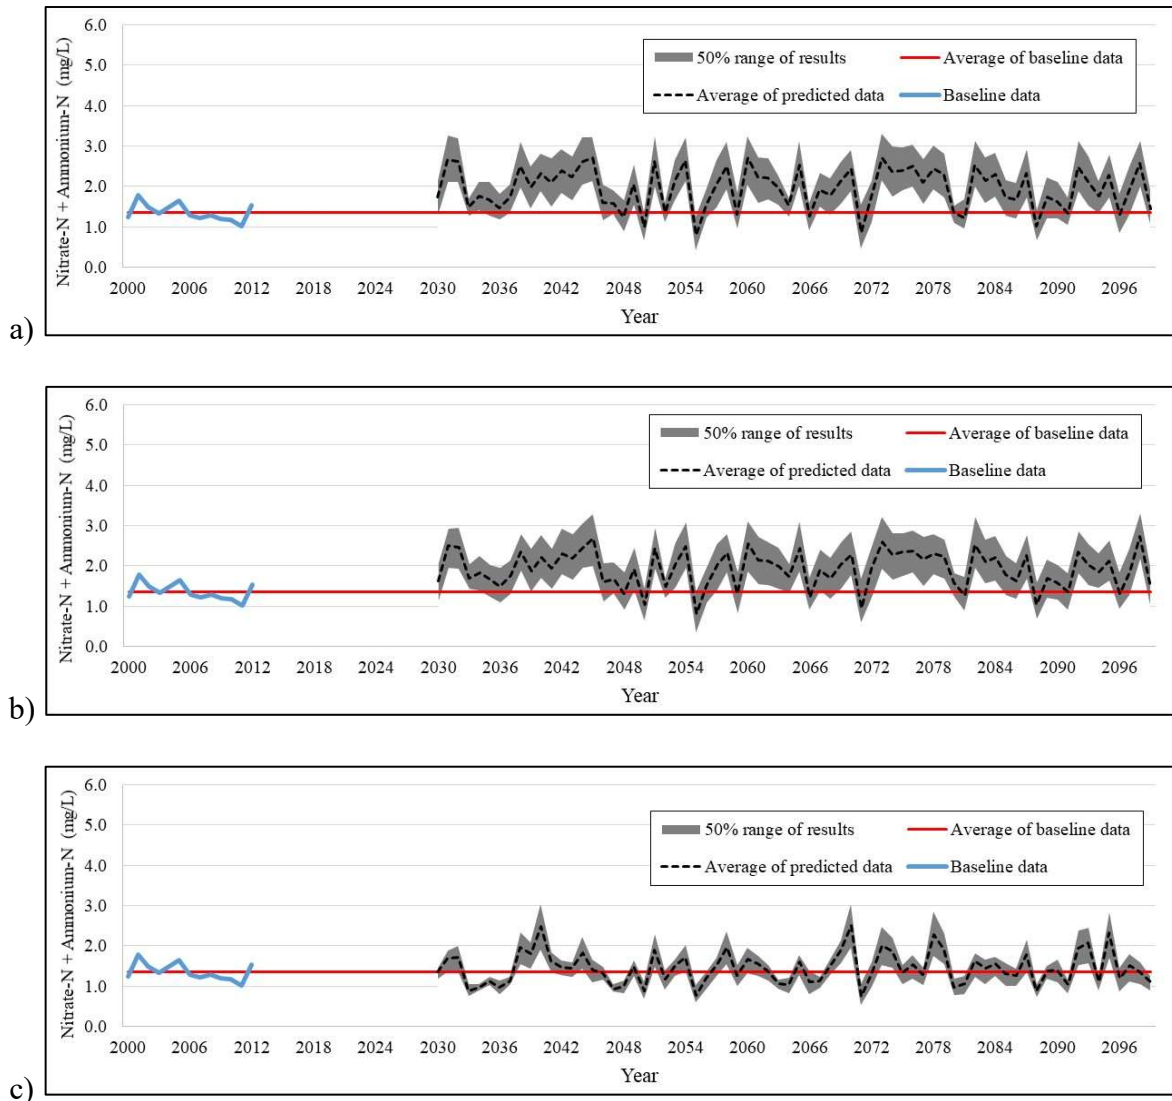 6.0
5.0
4.0
3.0
2.0
1.0
0.0
Nitrate-N + Ammonium-N (mg/L)
50% range of results
Average of baseline data
Average of predicted data
Baseline data
2000 2006 2012 2018 2024 2030 2036 2042 2048 2054 2060 2066 2072 2078 2084 2090 2096
Year
a)
6.0
5.0
4.0
3.0
2.0
1.0
0.0
Nitrate-N + Ammonium-N (mg/L)
50% range of results
Average of baseline data
Average of predicted data
Baseline data
2000 2006 2012 2018 2024 2030 2036 2042 2048 2054 2060 2066 2072 2078 2084 2090 2096
Year
b)
6.0
5.0
4.0
3.0
2.0
1.0
0.0
Nitrate-N + Ammonium-N (mg/L)
50% range of results
Average of baseline data
Average of predicted data
Baseline data
2000 2006 2012 2018 2024 2030 2036 2042 2048 2054 2060 2066 2072 2078 2084 2090 2096
Year
c)